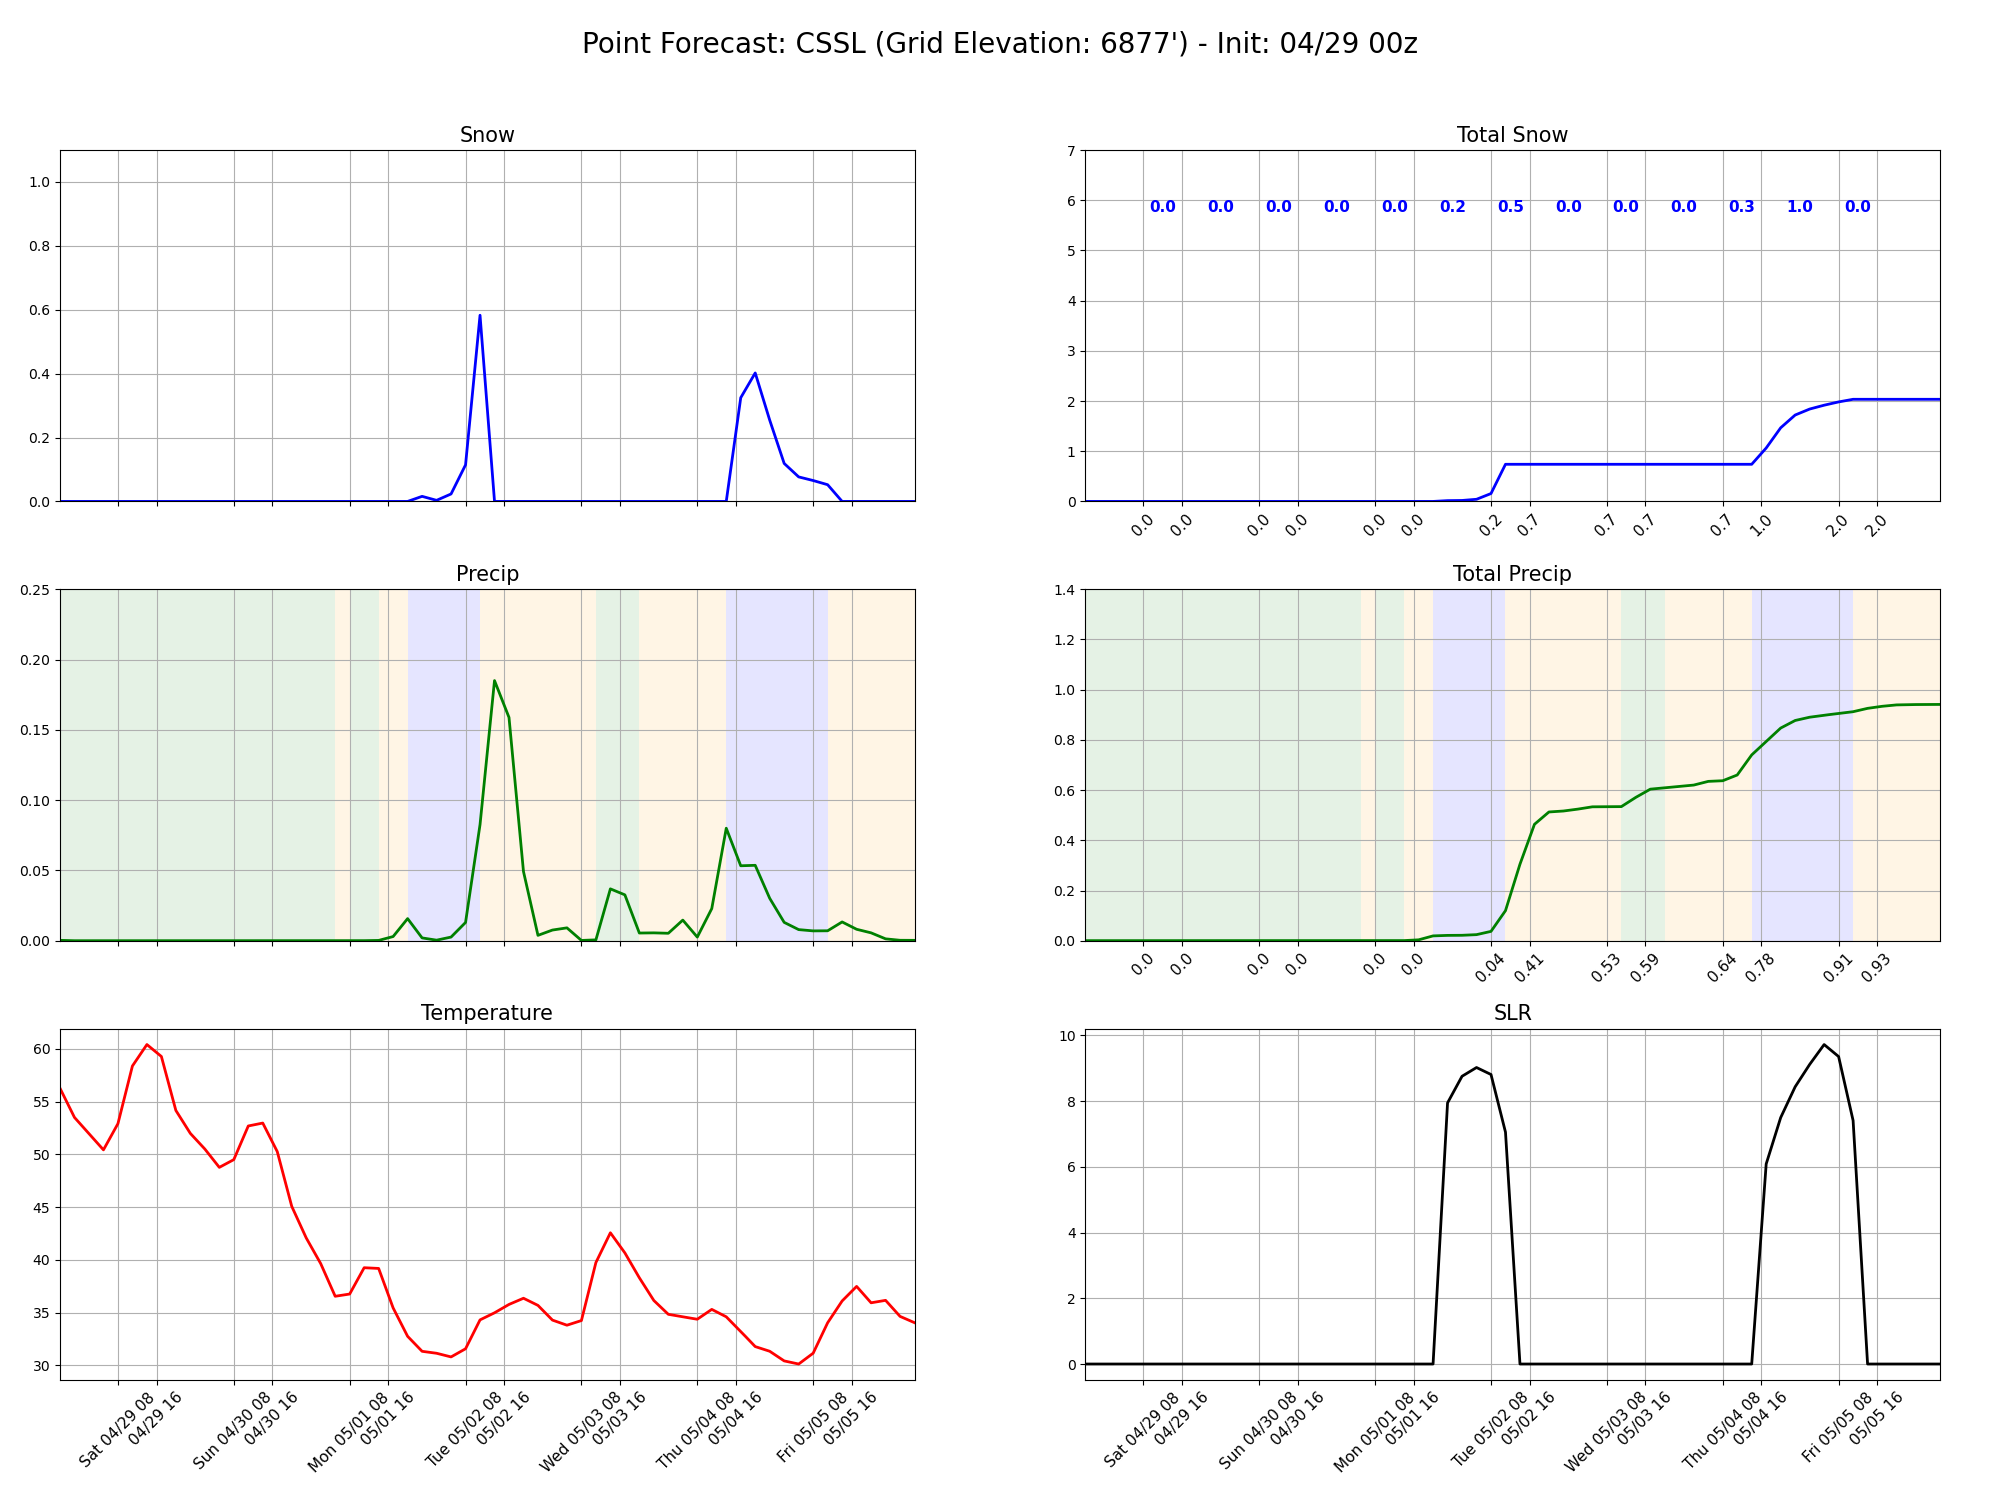 Point Forecast: CSSL (Grid Elevation: 6877') - Init: 04/29 00z
Snow
1.0
0.8
0.6
0.4
0.2
0.0
Total Snow
7
6
5
4
3
2
1
0
0.0 0.0 0.0 0.0 0.0 0.2 0.5 0.0 0.0 0.0 0.3 1.0 0.0
0.0 0.0 0.0 0.0 0.0 0.0 0.2 0.7 0.7 0.7 0.7 1.0 2.0 2.0
Precip
0.25
0.20
0.15
0.10
0.05
0.00
Total Precip
1.4
1.2
1.0
0.8
0.6
0.4
0.2
0.0
0.0 0.0 0.0 0.0 0.0 0.0 0.04 0.41 0.53 0.59 0.64 0.78 0.91 0.93
Temperature
60
55
50
45
40
35
30
Sat 04/29 08
04/29 16
Sun 04/30 08
04/30 16
Mon 05/01 08
05/01 16
Tue 05/02 08
05/02 16
Wed 05/03 08
05/03 16
Thu 05/04 08
05/04 16
Fri 05/05 08
05/05 16
SLR
10
8
6
4
2
0
Sat 04/29 08
04/29 16
Sun 04/30 08
04/30 16
Mon 05/01 08
05/01 16
Tue 05/02 08
05/02 16
Wed 05/03 08
05/03 16
Thu 05/04 08
05/04 16
Fri 05/05 08
05/05 16